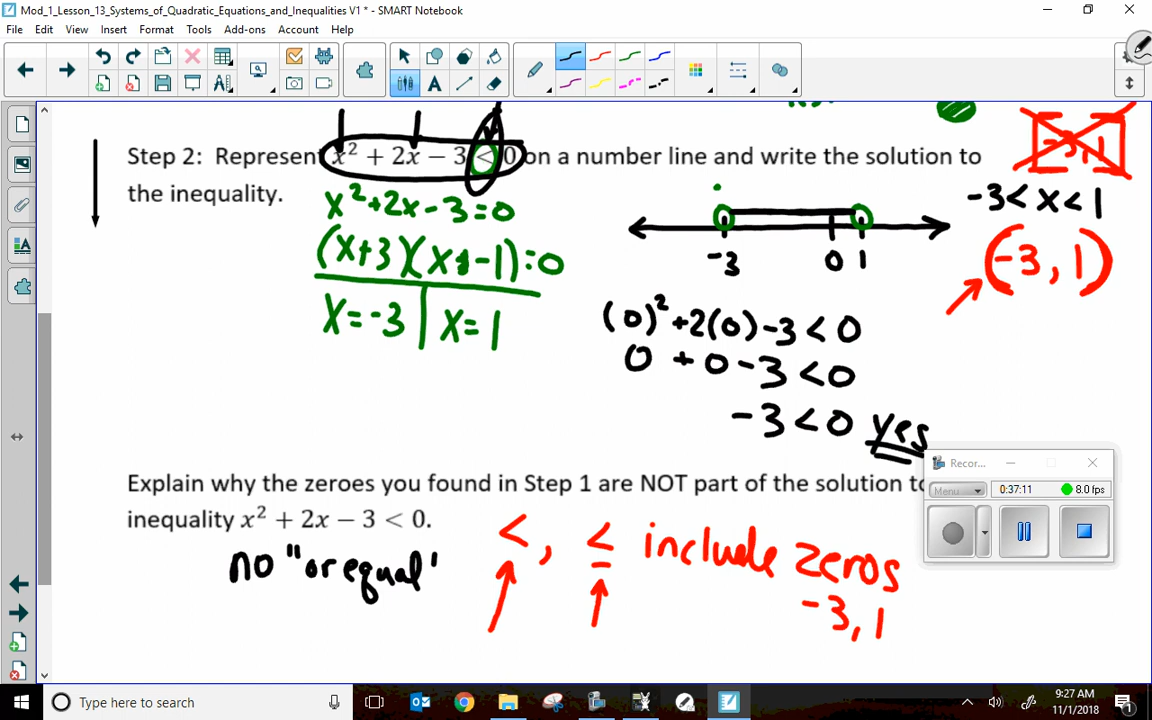 Mod_1_Lesson_13_Systems_of_Quadratic_Equations_and_Inequalities V1 * - SMART Notebook
File Edit View Insert Format Tools Add-ons Account Help
Step 2: Represent x² + 2x − 3 < 0 on a number line and write the solution to
the inequality.
x²+2x-3=0
(x+3)(x-1)=0
x=-3 | x=1
-3 0 1
(0)²+2(0)-3<0
0 + 0-3<0
-3<0 yes
-3,1
-3<x<1
(-3, 1)
Explain why the zeroes you found in Step 1 are NOT part of the solution to
inequality x² + 2x − 3 < 0.
no "or equal"
< , ≤ include zeros
-3, 1
Recor...
Menu 0:37:11 8.0 fps
Type here to search
9:27 AM
11/1/2018
1